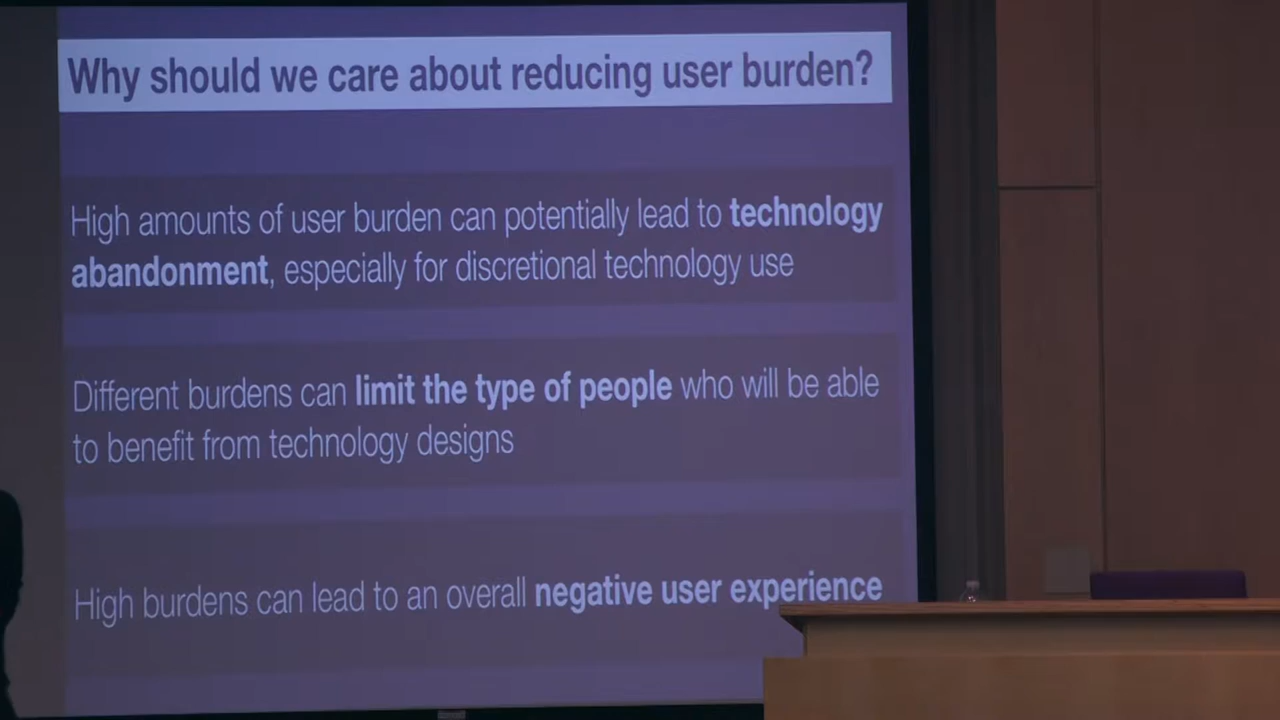 Why should we care about reducing user burden?
High amounts of user burden can potentially lead to technology
abandonment, especially for discretional technology use
Different burdens can limit the type of people who will be able
to benefit from technology designs
High burdens can lead to an overall negative user experience